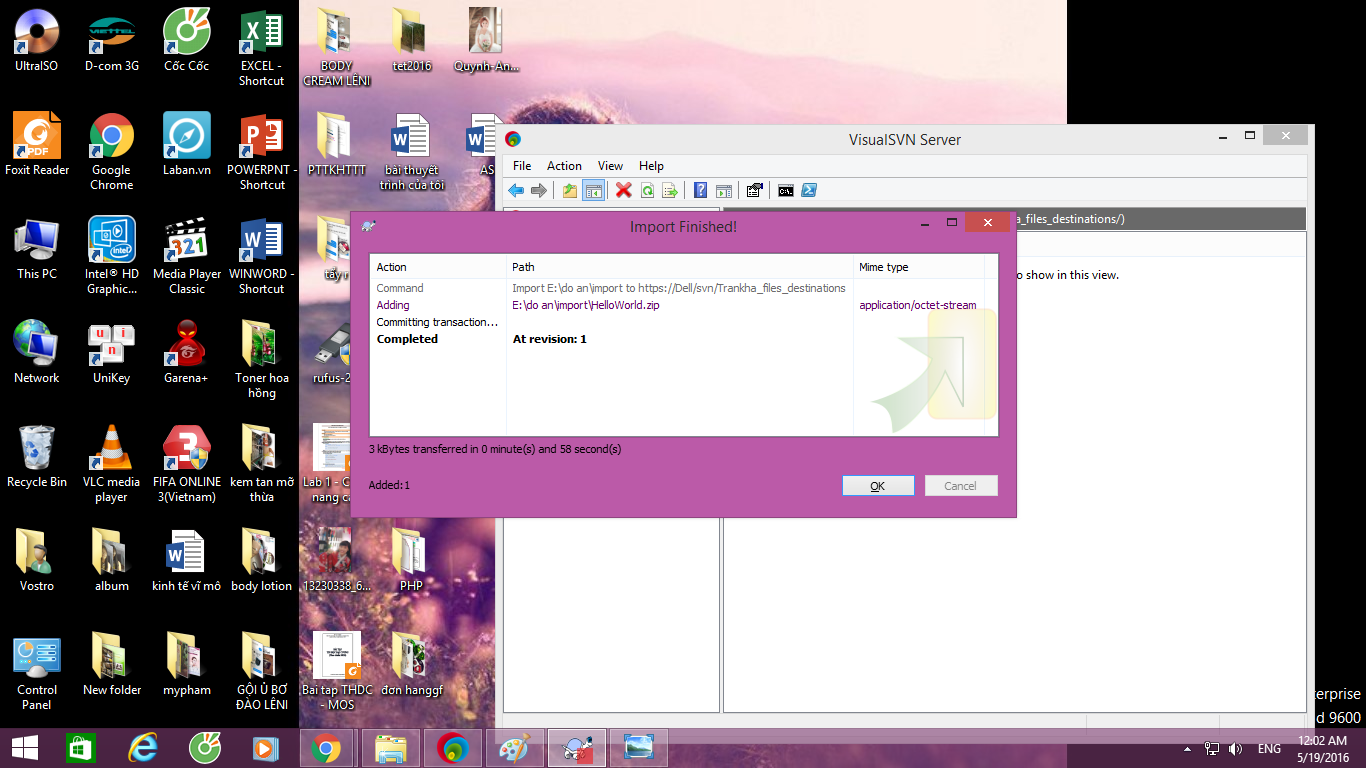 UltraISO
D-com 3G
Cốc Cốc
EXCEL -
Shortcut
BODY
CREAM LÊNI
tet2016
Quynh-An...
Foxit Reader
Google
Chrome
Laban.vn
POWERPNT -
Shortcut
PTTKHTTT
bài thuyết
trình của tôi
AS
This PC
Intel® HD
Graphic...
Media Player
Classic
WINWORD -
Shortcut
tẩy
Network
UniKey
Garena+
Toner hoa
hồng
rufus-2
Recycle Bin
VLC media
player
FIFA ONLINE
3(Vietnam)
kem tan mỡ
thừa
Lab 1 - C
nang ca
Vostro
album
kinh tế vĩ mô
body lotion
13230338_6...
PHP
Control
Panel
New folder
mypham
GỘI Ủ BƠ
ĐÀO LÊNI
Bai tap THDC
- MOS
đơn hanggf
VisualSVN Server
File Action View Help
a_files_destinations/)
o show in this view.
Import Finished!
Action Path Mime type
Command Import E:\do an\import to https://Dell/svn/Trankha_files_destinations
Adding E:\do an\import\HelloWorld.zip application/octet-stream
Committing transaction...
Completed At revision: 1
3 kBytes transferred in 0 minute(s) and 58 second(s)
Added:1
OK Cancel
terprise
d 9600
ENG
12:02 AM
5/19/2016